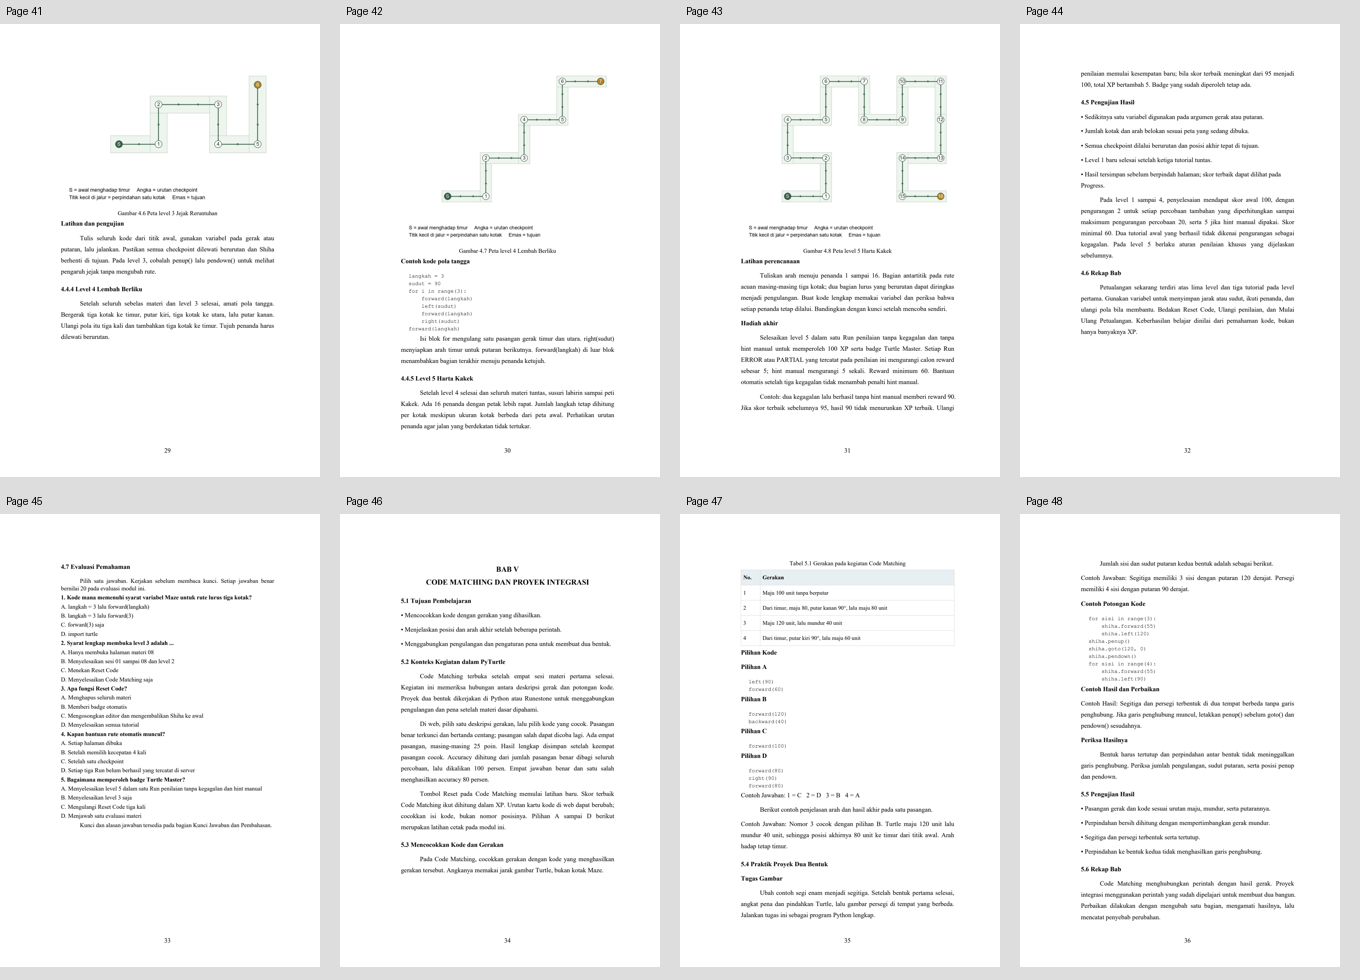 Page 41
S = awal menghadap timur Angka = urutan checkpoint
Titik kecil di jalur = perpindahan satu kotak Emas = tujuan
Gambar 4.6 Peta level 3 Jejak Reruntuhan
Latihan dan pengujian
Tulis seluruh kode dari titik awal, gunakan variabel pada gerak atau
putaran, lalu jalankan. Pastikan semua checkpoint dilewati berurutan dan Shiha
berhenti di tujuan. Pada level 3, cobalah penup() lalu pendown() untuk melihat
pengaruh jejak tanpa mengubah rute.
4.4.4 Level 4 Lembah Berliku
Setelah seluruh sebelas materi dan level 3 selesai, amati pola tangga.
Bergerak tiga kotak ke timur, putar kiri, tiga kotak ke utara, lalu putar kanan.
Ulangi pola itu tiga kali dan tambahkan tiga kotak ke timur. Tujuh penanda harus
dilewati berurutan.
29
Page 42
S = awal menghadap timur Angka = urutan checkpoint
Titik kecil di jalur = perpindahan satu kotak Emas = tujuan
Gambar 4.7 Peta level 4 Lembah Berliku
Contoh kode pola tangga
langkah = 3
sudut = 90
for i in range(3):
forward(langkah)
left(sudut)
forward(langkah)
right(sudut)
forward(langkah)
Isi blok for mengulang satu pasangan gerak timur dan utara. right(sudut)
menyiapkan arah timur untuk putaran berikutnya. forward(langkah) di luar blok
menambahkan bagian terakhir menuju penanda ketujuh.
4.4.5 Level 5 Harta Kakek
Setelah level 4 selesai dan seluruh materi tuntas, susuri labirin sampai peti
Kakek. Ada 16 penanda dengan petak lebih rapat. Jumlah langkah tetap dihitung
per kotak meskipun ukuran kotak berbeda dari peta awal. Perhatikan urutan
penanda agar jalan yang berdekatan tidak tertukar.
30
Page 43
S = awal menghadap timur Angka = urutan checkpoint
Titik kecil di jalur = perpindahan satu kotak Emas = tujuan
Gambar 4.8 Peta level 5 Harta Kakek
Latihan perencanaan
Tuliskan arah menuju penanda 1 sampai 16. Bagian antartitik pada rute
acuan masing-masing tiga kotak; dua bagian lurus yang berurutan dapat diringkas
menjadi pengulangan. Buat kode lengkap memakai variabel dan periksa bahwa
setiap penanda tetap dilalui. Bandingkan dengan kunci setelah mencoba sendiri.
Hadiah akhir
Selesaikan level 5 dalam satu Run penilaian tanpa kegagalan dan tanpa
hint manual untuk memperoleh 100 XP serta badge Turtle Master. Setiap Run
ERROR atau PARTIAL yang tercatat pada penilaian ini mengurangi calon reward
sebesar 5; hint manual mengurangi 5 sekali. Reward minimum 60. Bantuan
otomatis setelah tiga kegagalan tidak menambah penalti hint manual.
Contoh: dua kegagalan lalu berhasil tanpa hint manual memberi reward 90.
Jika skor terbaik sebelumnya 95, hasil 90 tidak menurunkan XP terbaik. Ulangi
31
Page 44
penilaian memulai kesempatan baru; bila skor terbaik meningkat dari 95 menjadi
100, total XP bertambah 5. Badge yang sudah diperoleh tetap ada.
4.5 Pengujian Hasil
• Sedikitnya satu variabel digunakan pada argumen gerak atau putaran.
• Jumlah kotak dan arah belokan sesuai peta yang sedang dibuka.
• Semua checkpoint dilalui berurutan dan posisi akhir tepat di tujuan.
• Level 1 baru selesai setelah ketiga tutorial tuntas.
• Hasil tersimpan sebelum berpindah halaman; skor terbaik dapat dilihat pada
Progress.
Pada level 1 sampai 4, penyelesaian mendapat skor awal 100, dengan
pengurangan 2 untuk setiap percobaan tambahan yang diperhitungkan sampai
maksimum pengurangan percobaan 20, serta 5 jika hint manual dipakai. Skor
minimal 60. Dua tutorial awal yang berhasil tidak dikenai pengurangan sebagai
kegagalan. Pada level 5 berlaku aturan penilaian khusus yang dijelaskan
sebelumnya.
4.6 Rekap Bab
Petualangan sekarang terdiri atas lima level dan tiga tutorial pada level
pertama. Gunakan variabel untuk menyimpan jarak atau sudut, ikuti penanda, dan
ulangi pola bila membantu. Bedakan Reset Code, Ulangi penilaian, dan Mulai
Ulang Petualangan. Keberhasilan belajar dinilai dari pemahaman kode, bukan
hanya banyaknya XP.
32
Page 45
4.7 Evaluasi Pemahaman
Pilih satu jawaban. Kerjakan sebelum membaca kunci. Setiap jawaban benar
bernilai 20 pada evaluasi modul ini.
1. Kode mana memenuhi syarat variabel Maze untuk rute lurus tiga kotak?
A. langkah = 3 lalu forward(langkah)
B. langkah = 3 lalu forward(3)
C. forward(3) saja
D. import turtle
2. Syarat lengkap membuka level 3 adalah ...
A. Hanya membuka halaman materi 08
B. Menyelesaikan sesi 01 sampai 08 dan level 2
C. Menekan Reset Code
D. Menyelesaikan Code Matching saja
3. Apa fungsi Reset Code?
A. Menghapus seluruh materi
B. Memberi badge otomatis
C. Mengosongkan editor dan mengembalikan Shiha ke awal
D. Menyelesaikan semua tutorial
4. Kapan bantuan rute otomatis muncul?
A. Setiap halaman dibuka
B. Setelah memilih kecepatan 4 kali
C. Setelah satu checkpoint
D. Setiap tiga Run belum berhasil yang tercatat di server
5. Bagaimana memperoleh badge Turtle Master?
A. Menyelesaikan level 5 dalam satu Run penilaian tanpa kegagalan dan hint manual
B. Menyelesaikan level 3 saja
C. Mengulangi Reset Code tiga kali
D. Menjawab satu evaluasi materi
Kunci dan alasan jawaban tersedia pada bagian Kunci Jawaban dan Pembahasan.
33
Page 46
BAB V
CODE MATCHING DAN PROYEK INTEGRASI
5.1 Tujuan Pembelajaran
• Mencocokkan kode dengan gerakan yang dihasilkan.
• Menjelaskan posisi dan arah akhir setelah beberapa perintah.
• Menggabungkan pengulangan dan pengaturan pena untuk membuat dua bentuk.
5.2 Konteks Kegiatan dalam PyTurtle
Code Matching terbuka setelah empat sesi materi pertama selesai.
Kegiatan ini memeriksa hubungan antara deskripsi gerak dan potongan kode.
Proyek dua bentuk dikerjakan di Python atau Runestone untuk menggabungkan
pengulangan dan pena setelah materi dasar dipahami.
Di web, pilih satu deskripsi gerakan, lalu pilih kode yang cocok. Pasangan
benar terkunci dan bertanda centang; pasangan salah dapat dicoba lagi. Ada empat
pasangan, masing-masing 25 poin. Hasil lengkap disimpan setelah keempat
pasangan cocok. Accuracy dihitung dari jumlah pasangan benar dibagi seluruh
percobaan, lalu dikalikan 100 persen. Empat jawaban benar dan satu salah
menghasilkan accuracy 80 persen.
Tombol Reset pada Code Matching memulai latihan baru. Skor terbaik
Code Matching ikut dihitung dalam XP. Urutan kartu kode di web dapat berubah;
cocokkan isi kode, bukan nomor posisinya. Pilihan A sampai D berikut
merupakan latihan cetak pada modul ini.
5.3 Mencocokkan Kode dan Gerakan
Pada Code Matching, cocokkan gerakan dengan kode yang menghasilkan
gerakan tersebut. Angkanya memakai jarak gambar Turtle, bukan kotak Maze.
34
Page 47
Tabel 5.1 Gerakan pada kegiatan Code Matching
No. Gerakan
1 Maju 100 unit tanpa berputar
2 Dari timur, maju 80, putar kanan 90°, lalu maju 80 unit
3 Maju 120 unit, lalu mundur 40 unit
4 Dari timur, putar kiri 90°, lalu maju 60 unit
Pilihan Kode
Pilihan A
left(90)
forward(60)
Pilihan B
forward(120)
backward(40)
Pilihan C
forward(100)
Pilihan D
forward(80)
right(90)
forward(80)
Contoh Jawaban: 1 = C 2 = D 3 = B 4 = A
Berikut contoh penjelasan arah dan hasil akhir pada satu pasangan.
Contoh Jawaban: Nomor 3 cocok dengan pilihan B. Turtle maju 120 unit lalu
mundur 40 unit, sehingga posisi akhirnya 80 unit ke timur dari titik awal. Arah
hadap tetap timur.
5.4 Praktik Proyek Dua Bentuk
Tugas Gambar
Ubah contoh segi enam menjadi segitiga. Setelah bentuk pertama selesai,
angkat pena dan pindahkan Turtle, lalu gambar persegi di tempat yang berbeda.
Jalankan tugas ini sebagai program Python lengkap.
35
Page 48
Jumlah sisi dan sudut putaran kedua bentuk adalah sebagai berikut.
Contoh Jawaban: Segitiga memiliki 3 sisi dengan putaran 120 derajat. Persegi
memiliki 4 sisi dengan putaran 90 derajat.
Contoh Potongan Kode
for sisi in range(3):
shiha.forward(55)
shiha.left(120)
shiha.penup()
shiha.goto(120, 0)
shiha.pendown()
for sisi in range(4):
shiha.forward(55)
shiha.left(90)
Contoh Hasil dan Perbaikan
Contoh Hasil: Segitiga dan persegi terbentuk di dua tempat berbeda tanpa garis
penghubung. Jika garis penghubung muncul, letakkan penup() sebelum goto() dan
pendown() sesudahnya.
Periksa Hasilnya
Bentuk harus tertutup dan perpindahan antar bentuk tidak meninggalkan
garis penghubung. Periksa jumlah pengulangan, sudut putaran, serta posisi penup
dan pendown.
5.5 Pengujian Hasil
• Pasangan gerak dan kode sesuai urutan maju, mundur, serta putarannya.
• Perpindahan bersih dihitung dengan mempertimbangkan gerak mundur.
• Segitiga dan persegi terbentuk serta tertutup.
• Perpindahan ke bentuk kedua tidak menghasilkan garis penghubung.
5.6 Rekap Bab
Code Matching menghubungkan perintah dengan hasil gerak. Proyek
integrasi menggunakan perintah yang sudah dipelajari untuk membuat dua bangun.
Perbaikan dilakukan dengan mengubah satu bagian, mengamati hasilnya, lalu
mencatat penyebab perubahan.
36